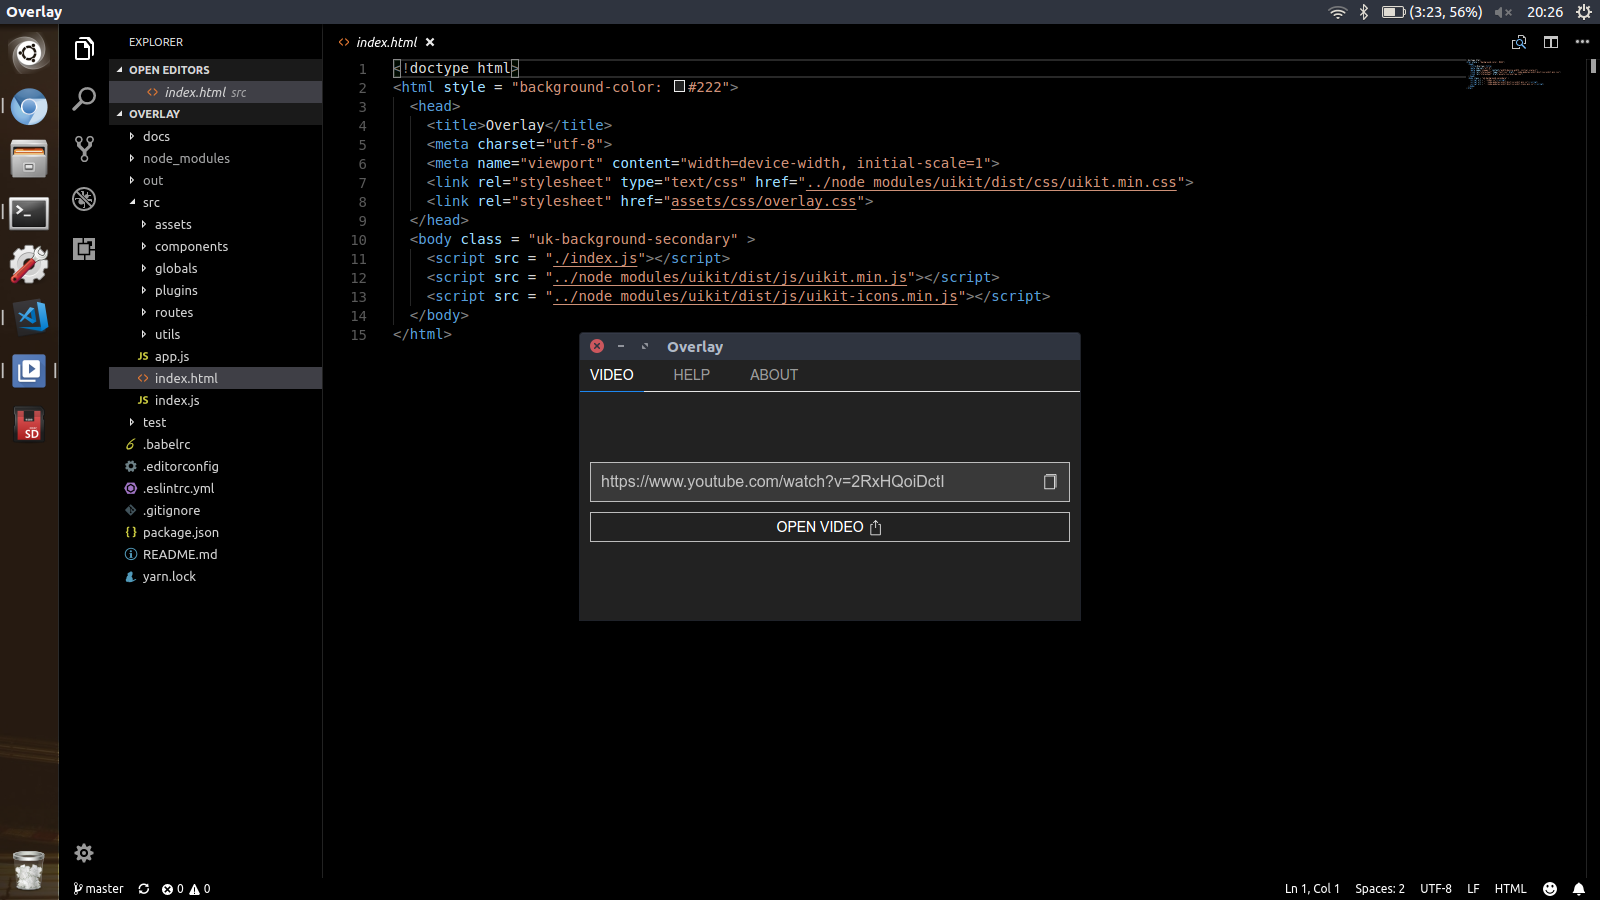 Overlay
(3:23, 56%)
20:26
EXPLORER
OPEN EDITORS
index.html src
OVERLAY
docs
node_modules
out
src
assets
components
globals
plugins
routes
utils
JS app.js
index.html
JS index.js
test
.babelrc
.editorconfig
.eslintrc.yml
.gitignore
package.json
README.md
yarn.lock
SD
index.html
1 <!doctype html>
2 <html style = "background-color: #222">
3 <head>
4 <title>Overlay</title>
5 <meta charset="utf-8">
6 <meta name="viewport" content="width=device-width, initial-scale=1">
7 <link rel="stylesheet" type="text/css" href="../node_modules/uikit/dist/css/uikit.min.css">
8 <link rel="stylesheet" href="assets/css/overlay.css">
9 </head>
10 <body class = "uk-background-secondary" >
11 <script src = "./index.js"></script>
12 <script src = "../node_modules/uikit/dist/js/uikit.min.js"></script>
13 <script src = "../node_modules/uikit/dist/js/uikit-icons.min.js"></script>
14 </body>
15 </html>
Overlay
VIDEO HELP ABOUT
https://www.youtube.com/watch?v=2RxHQoiDctI
OPEN VIDEO
master 0 0
Ln 1, Col 1 Spaces: 2 UTF-8 LF HTML